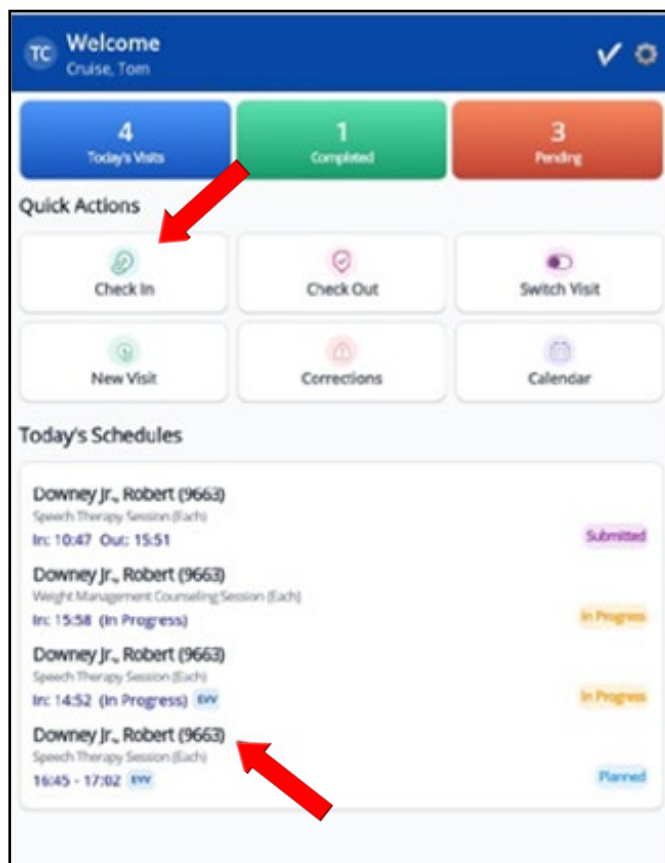 TC
Welcome
Cruise, Tom
4
Today's Visits
1
Completed
3
Pending
Quick Actions
Check In
Check Out
Switch Visit
New Visit
Corrections
Calendar
Today's Schedules
Downey Jr., Robert (9663)
Speech Therapy Session (Each)
In: 10:47 Out: 15:51
Submitted
Downey Jr., Robert (9663)
Weight Management Counseling Session (Each)
In: 15:58 (In Progress)
In Progress
Downey Jr., Robert (9663)
Speech Therapy Session (Each)
In: 14:52 (In Progress) EVV
In Progress
Downey Jr., Robert (9663)
Speech Therapy Session (Each)
16:45 - 17:02 EVV
Planned